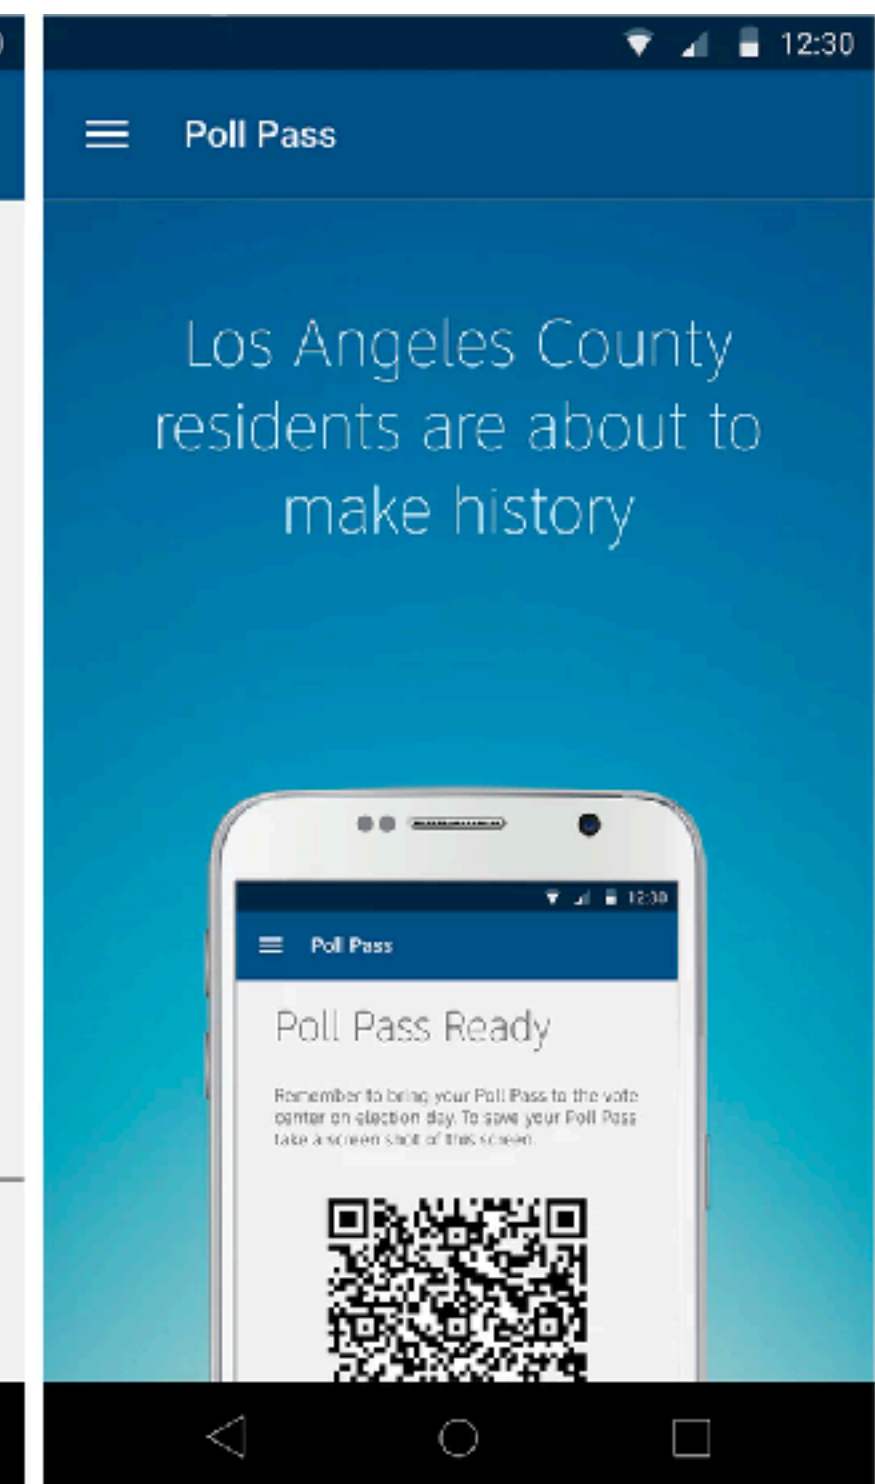 12:30
Poll Pass
Los Angeles County
residents are about to
make history
12:30
Poll Pass
Poll Pass Ready
Remember to bring your Poll Pass to the vote
center on election day. To save your Poll Pass
take a screen shot of this screen.